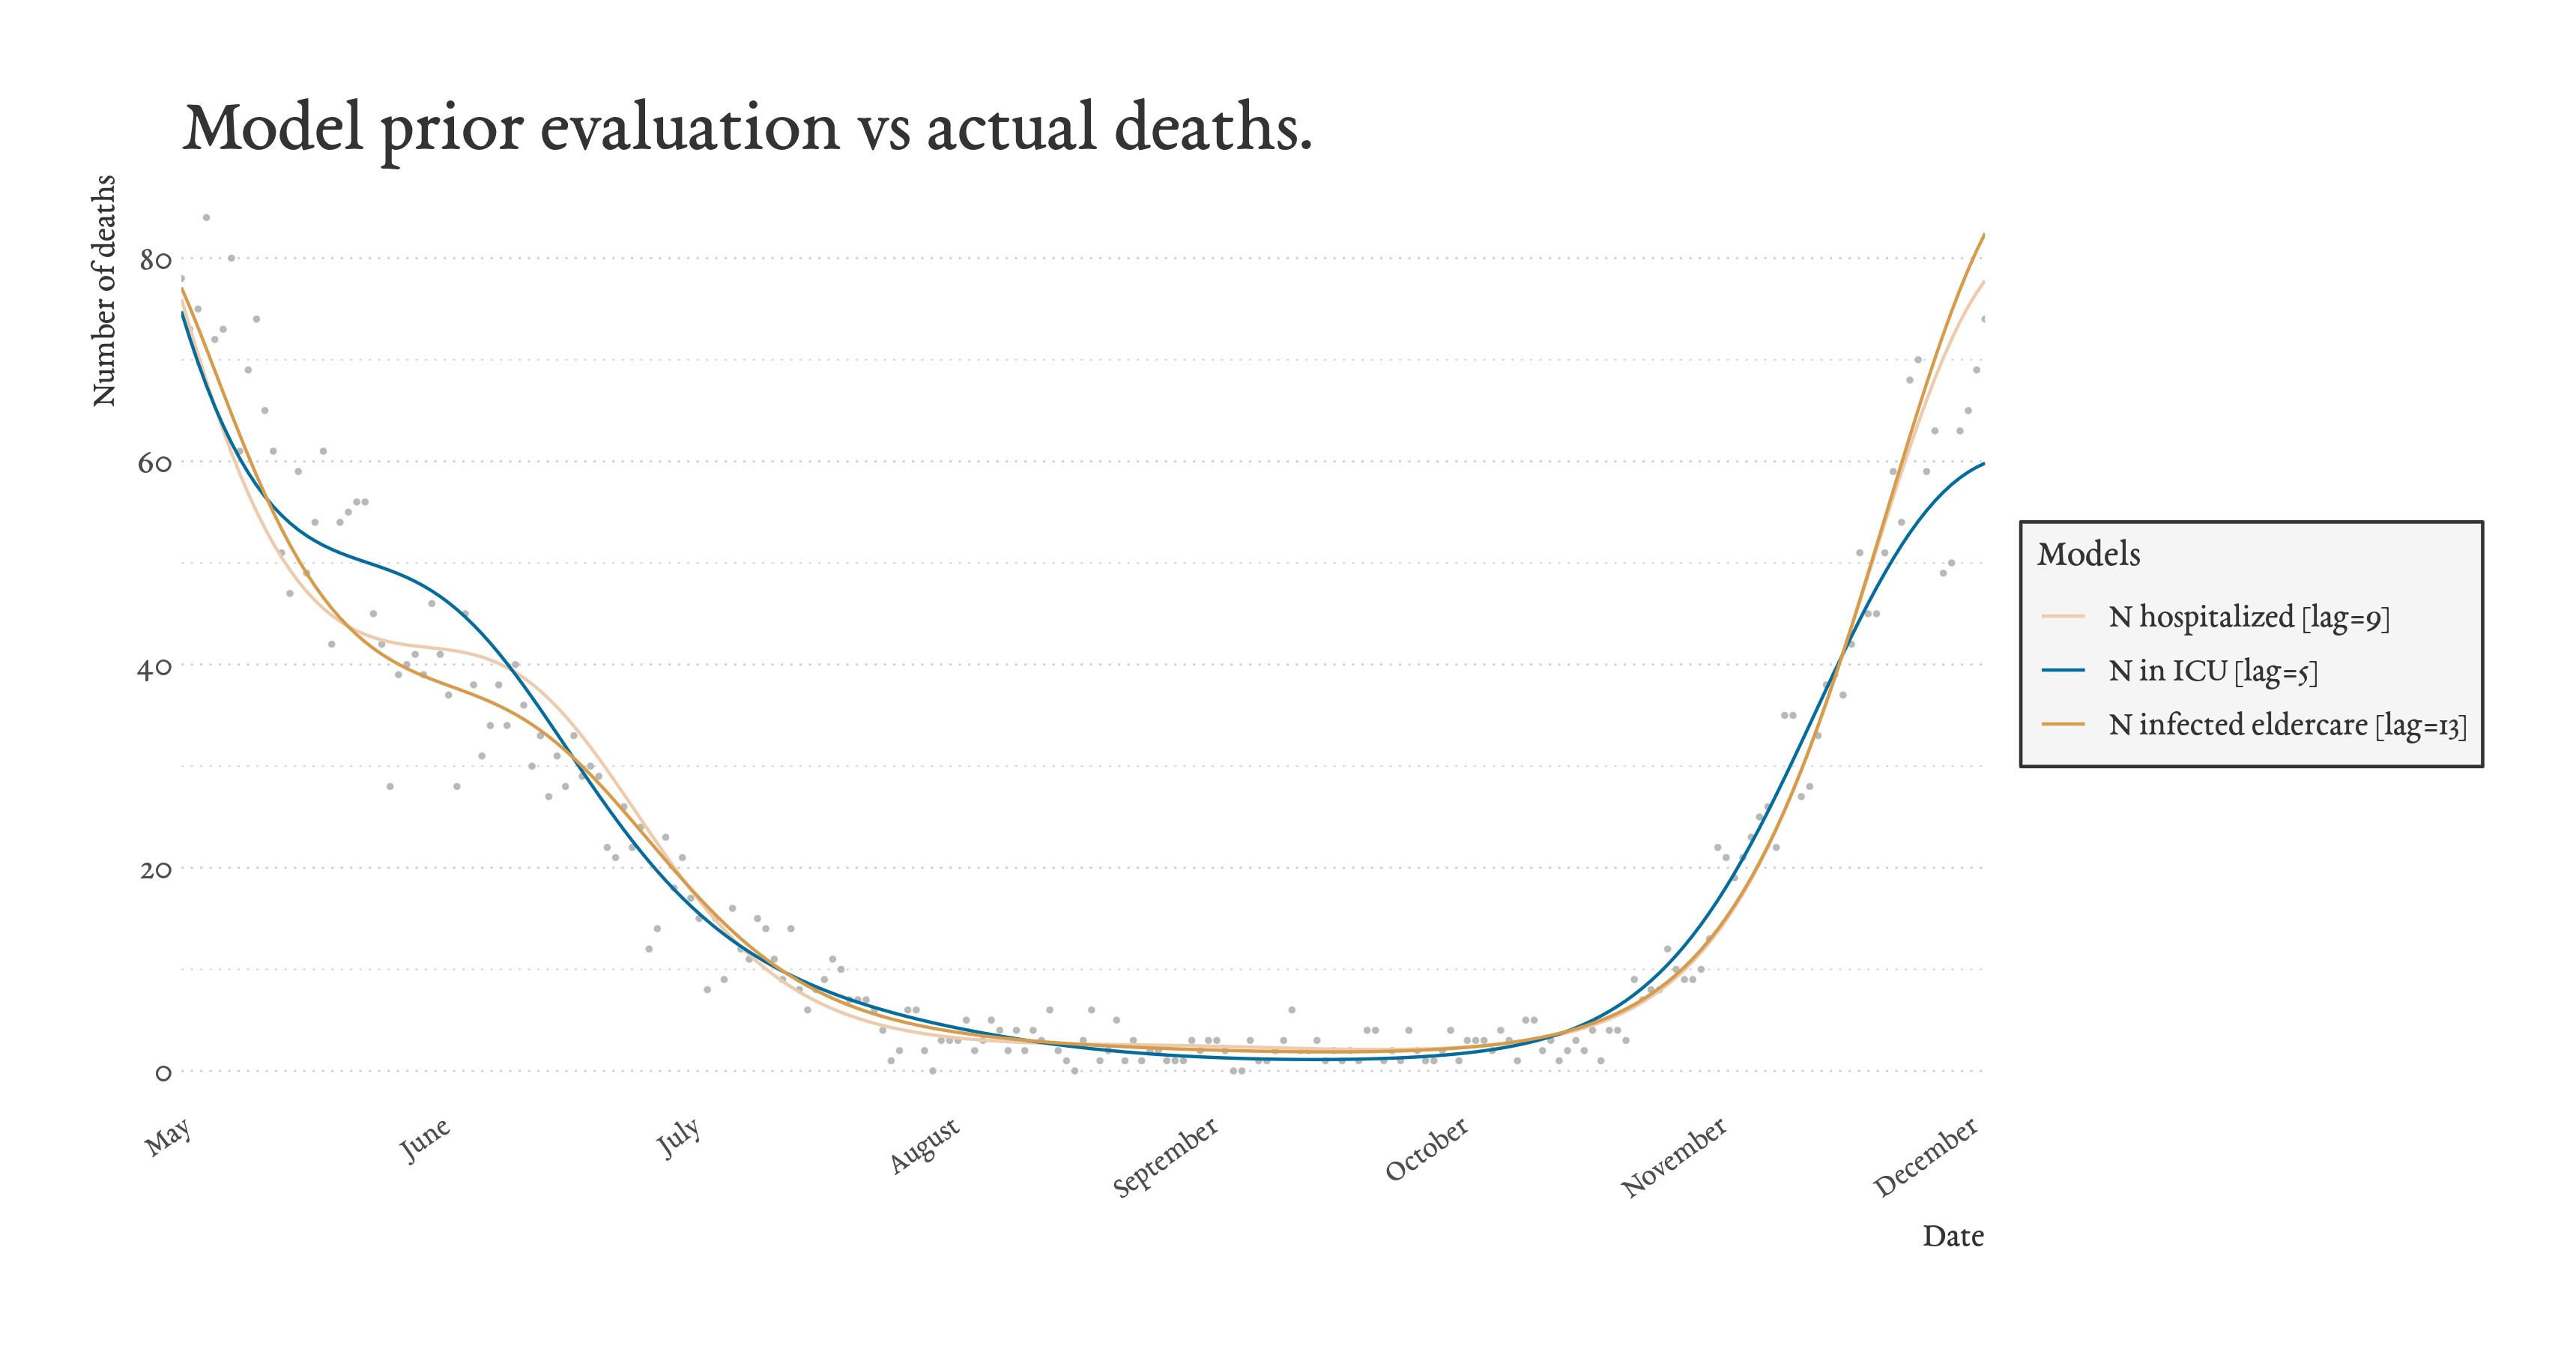 Model prior evaluation vs actual deaths.
Number of deaths
80
60
40
20
0
May
June
July
August
September
October
November
December
Date
Models
N hospitalized [lag=9]
N in ICU [lag=5]
N infected eldercare [lag=13]